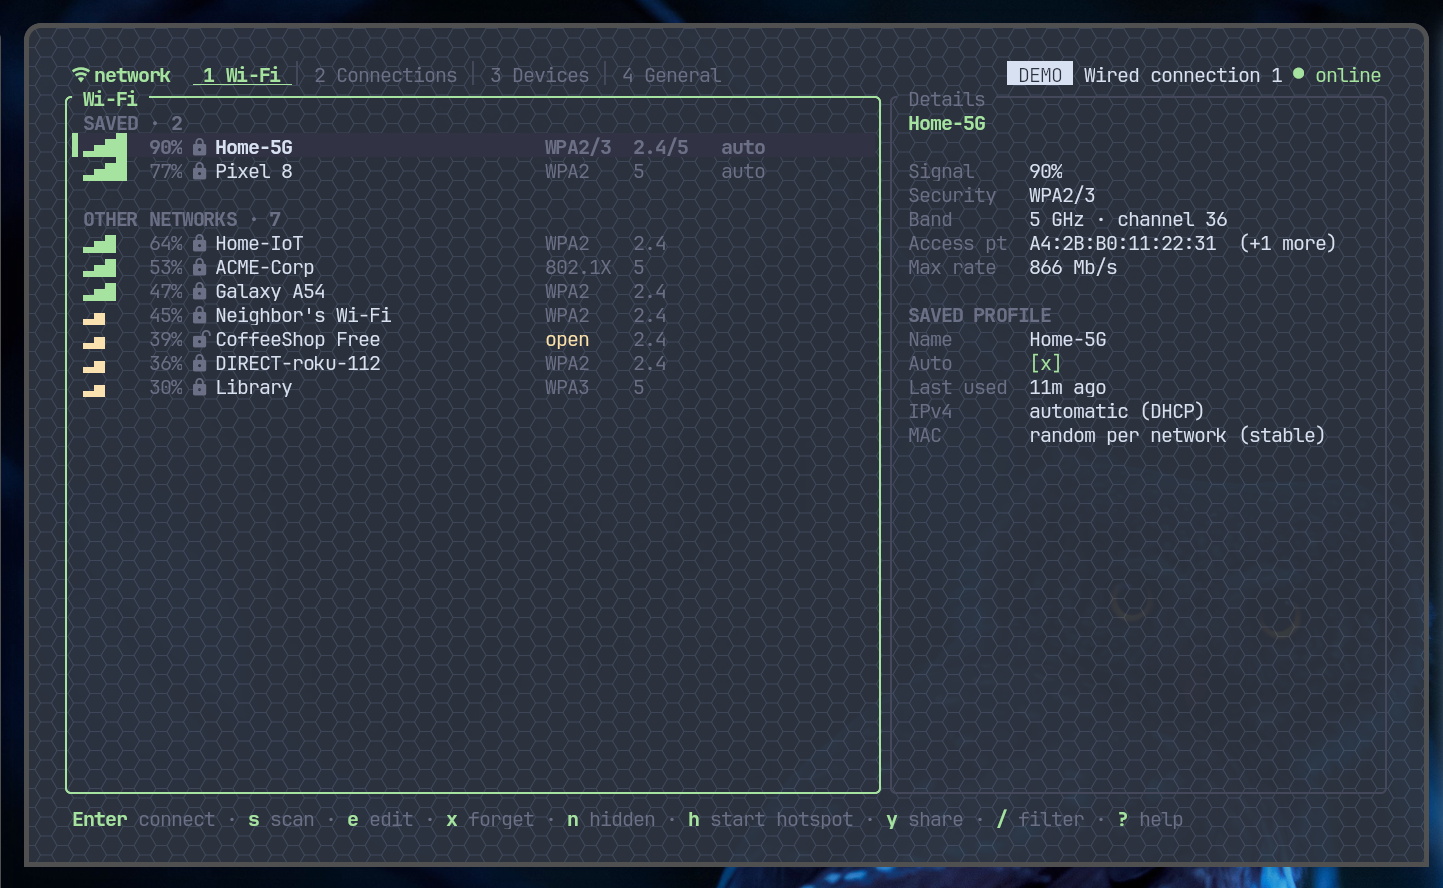 network 1 Wi-Fi 2 Connections 3 Devices 4 General DEMO Wired connection 1 ● online
Wi-Fi
SAVED · 2
90% Home-5G WPA2/3 2.4/5 auto
77% Pixel 8 WPA2 5 auto
OTHER NETWORKS · 7
64% Home-IoT WPA2 2.4
53% ACME-Corp 802.1X 5
47% Galaxy A54 WPA2 2.4
45% Neighbor's Wi-Fi WPA2 2.4
39% CoffeeShop Free open 2.4
36% DIRECT-roku-112 WPA2 2.4
30% Library WPA3 5
Details
Home-5G
Signal 90%
Security WPA2/3
Band 5 GHz · channel 36
Access pt A4:2B:B0:11:22:31 (+1 more)
Max rate 866 Mb/s
SAVED PROFILE
Name Home-5G
Auto [x]
Last used 11m ago
IPv4 automatic (DHCP)
MAC random per network (stable)
Enter connect · s scan · e edit · x forget · n hidden · h start hotspot · y share · / filter · ? help